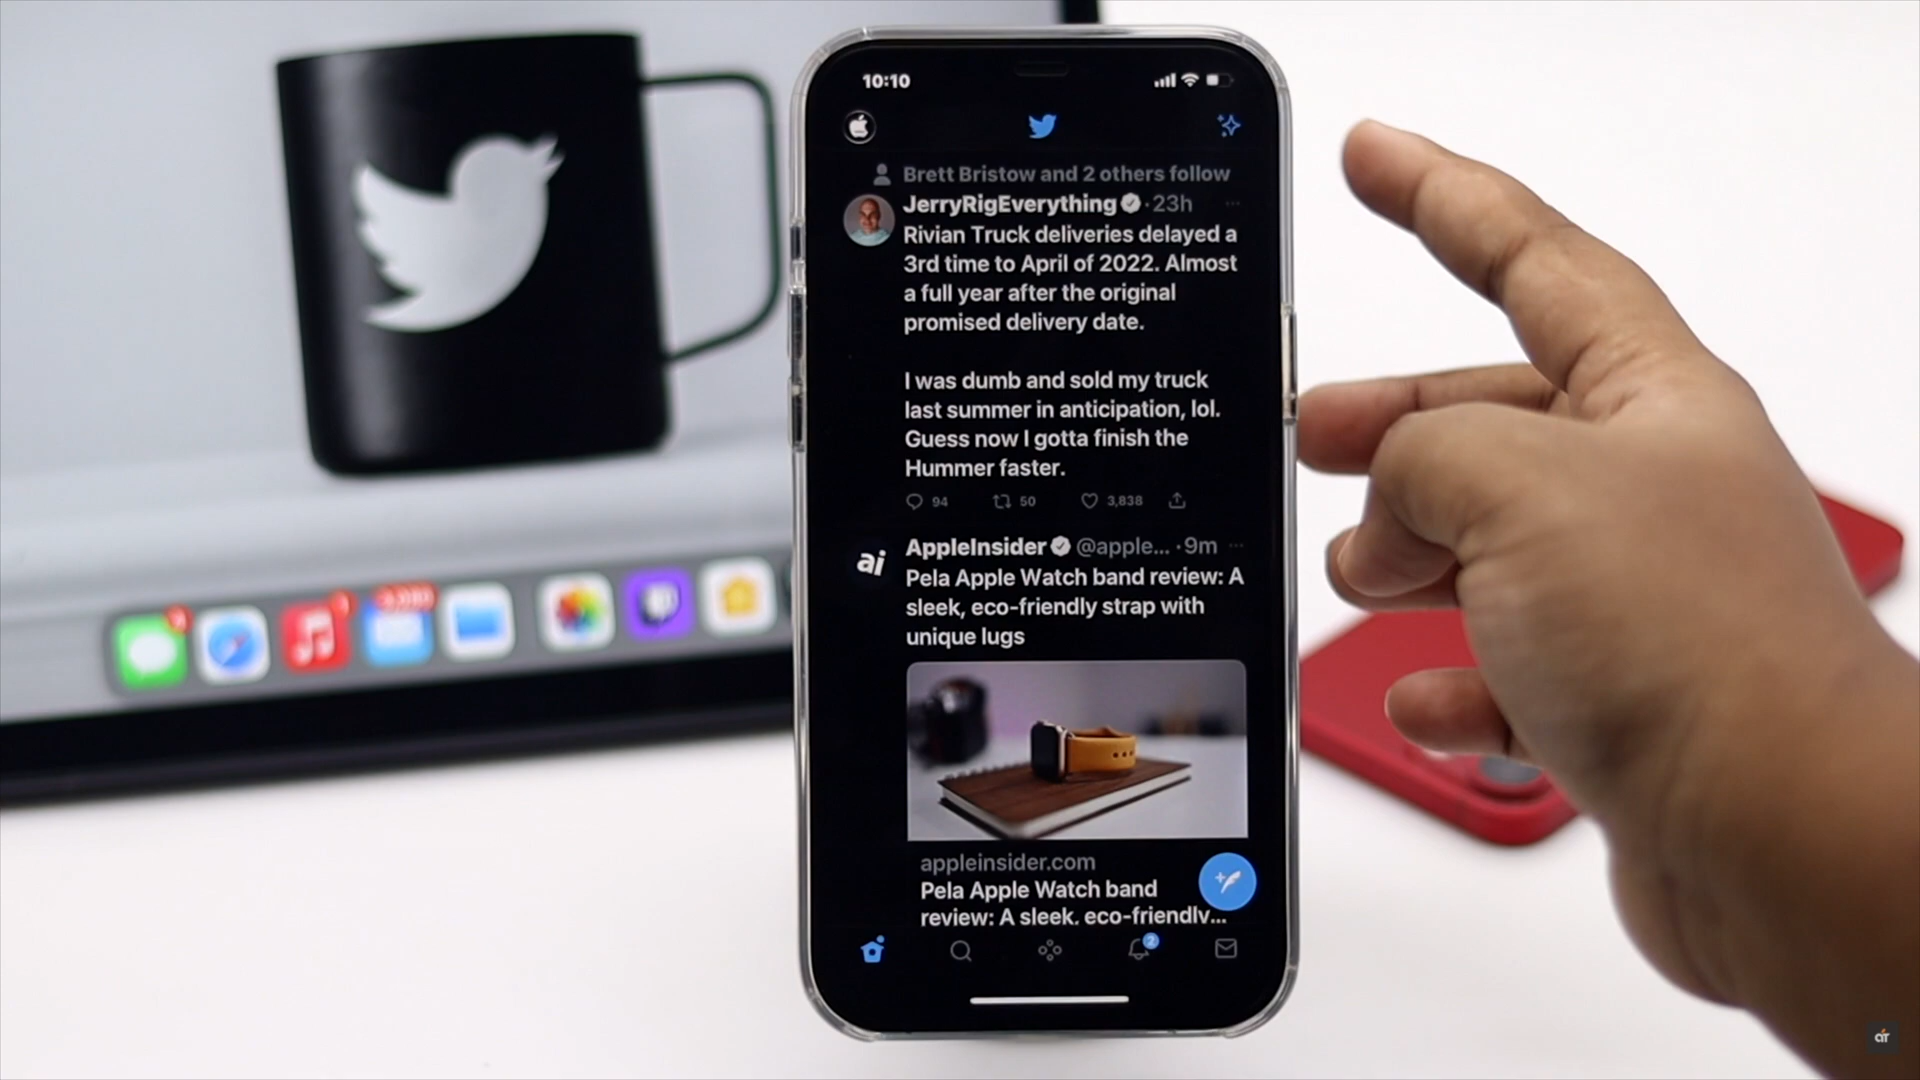 10:10
Brett Bristow and 2 others follow
JerryRigEverything · 23h
Rivian Truck deliveries delayed a
3rd time to April of 2022. Almost
a full year after the original
promised delivery date.
I was dumb and sold my truck
last summer in anticipation, lol.
Guess now I gotta finish the
Hummer faster.
94 50 3,838
ai AppleInsider @apple... · 9m
Pela Apple Watch band review: A
sleek, eco-friendly strap with
unique lugs
appleinsider.com
Pela Apple Watch band
review: A sleek, eco-friendly...
2